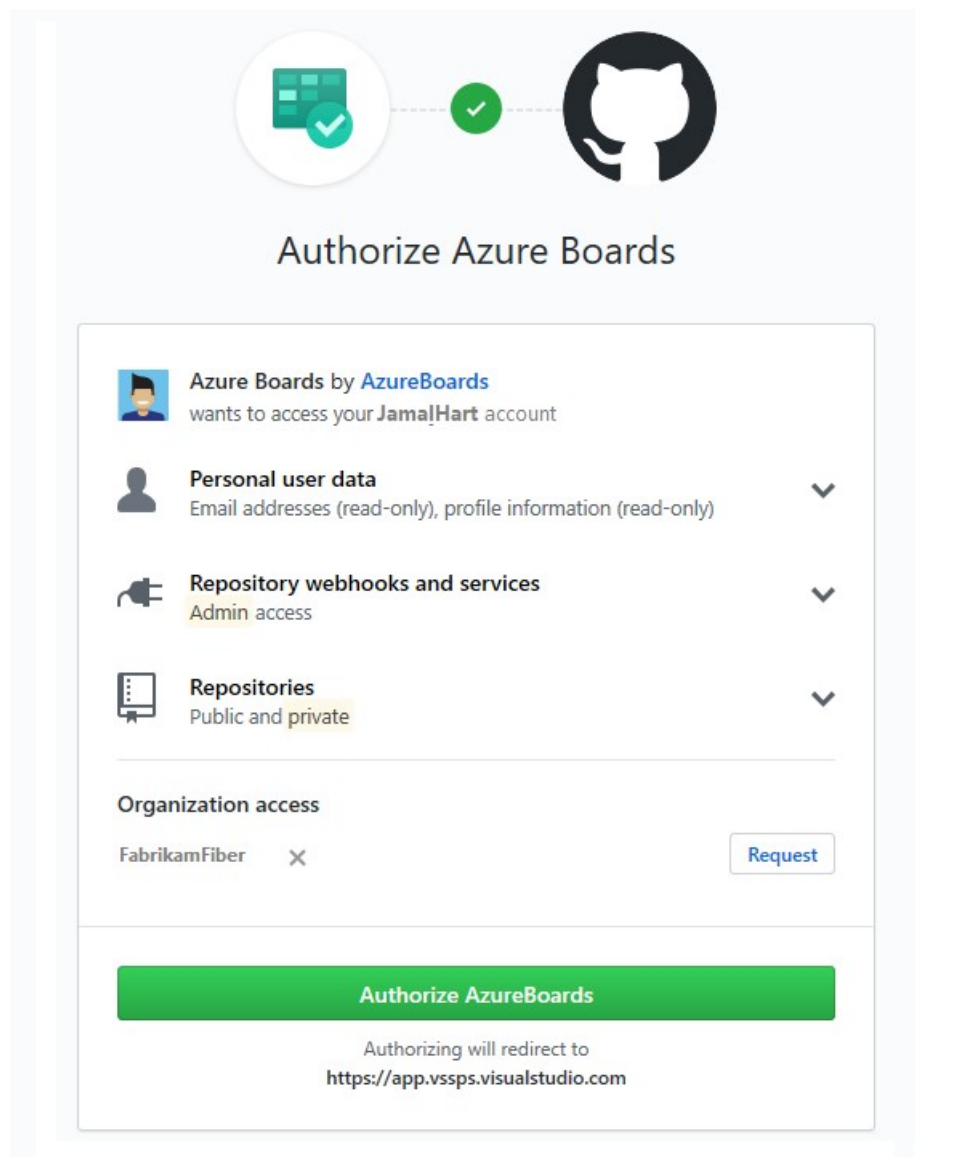 Authorize Azure Boards
Azure Boards by AzureBoards
wants to access your JamalHart account
Personal user data
Email addresses (read-only), profile information (read-only)
Repository webhooks and services
Admin access
Repositories
Public and private
Organization access
FabrikamFiber
Request
Authorize AzureBoards
Authorizing will redirect to
https://app.vssps.visualstudio.com